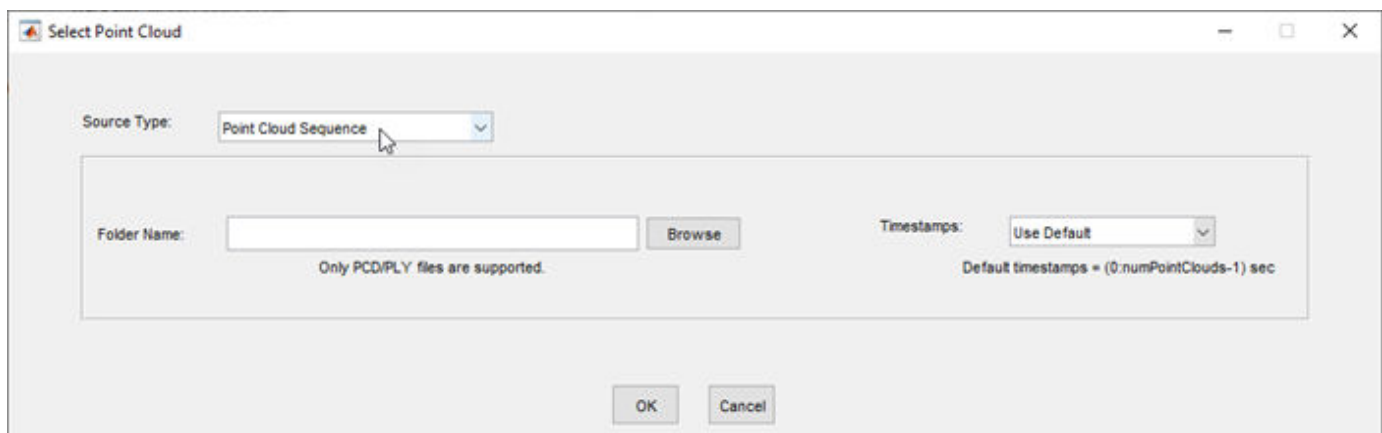 Select Point Cloud
Source Type: Point Cloud Sequence
Folder Name: Browse Timestamps: Use Default
Only PCD/PLY files are supported. Default timestamps = (0:numPointClouds-1) sec
OK Cancel